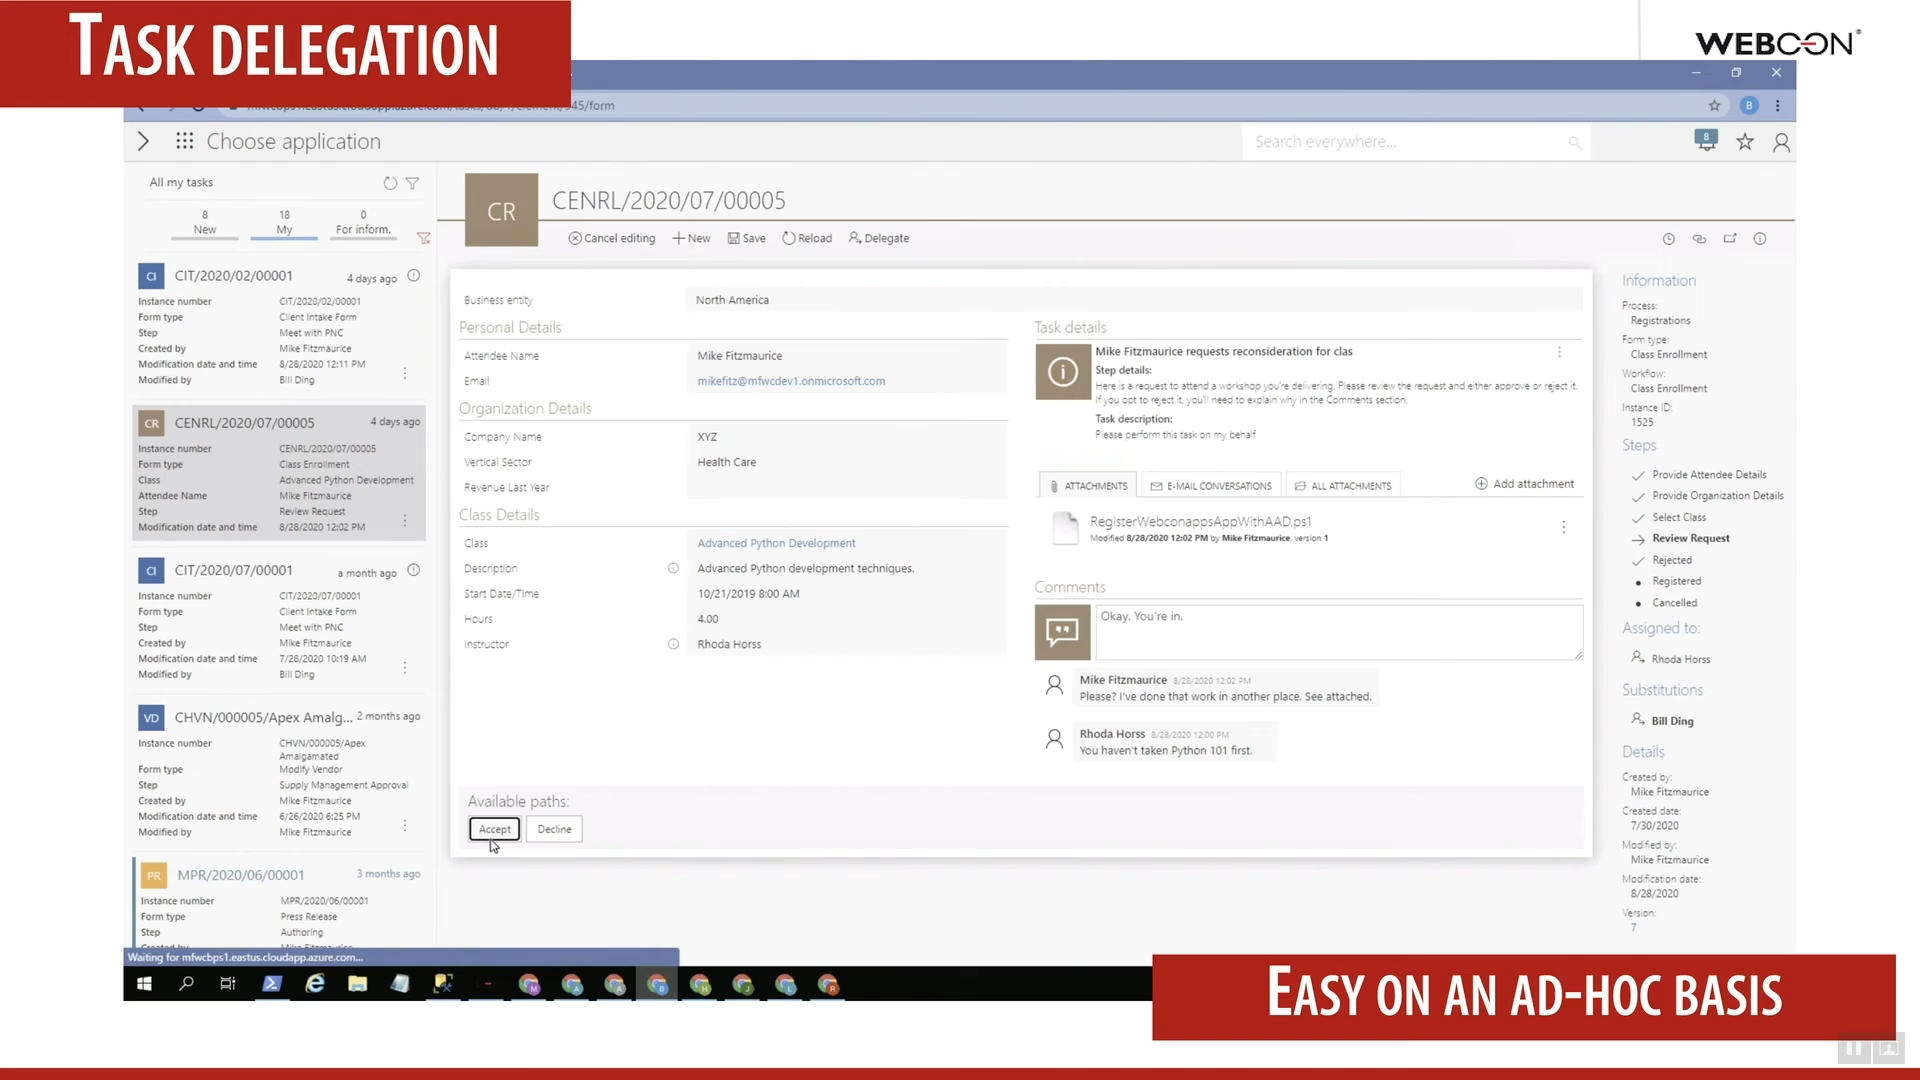 TASK DELEGATION
WEBCON®
545/form
B
Choose application
Search everywhere...
8
All my tasks
8 New
18 My
0 For inform.
CI CIT/2020/02/00001 4 days ago
Instance number CIT/2020/02/00001
Form type Client Intake Form
Step Meet with PNC
Created by Mike Fitzmaurice
Modification date and time 8/28/2020 12:11 PM
Modified by Bill Ding
CR CENRL/2020/07/00005 4 days ago
Instance number CENRL/2020/07/00005
Form type Class Enrollment
Class Advanced Python Development
Attendee Name Mike Fitzmaurice
Step Review Request
Modification date and time 8/28/2020 12:02 PM
CI CIT/2020/07/00001 a month ago
Instance number CIT/2020/07/00001
Form type Client Intake Form
Step Meet with PNC
Created by Mike Fitzmaurice
Modification date and time 7/28/2020 10:19 AM
Modified by Bill Ding
VD CHVN/000005/Apex Amalg... 2 months ago
Instance number CHVN/000005/Apex
Amalgamated
Form type Modify Vendor
Step Supply Management Approval
Created by Mike Fitzmaurice
Modification date and time 6/26/2020 6:25 PM
Modified by Mike Fitzmaurice
PR MPR/2020/06/00001 3 months ago
Instance number MPR/2020/06/00001
Form type Press Release
Step Authoring
Created by Mike Fitzmaurice
Waiting for mfwcbps1.eastus.cloudapp.azure.com...
CR CENRL/2020/07/00005
Cancel editing New Save Reload Delegate
Business entity North America
Personal Details
Attendee Name Mike Fitzmaurice
Email mikefitz@mfwcdev1.onmicrosoft.com
Organization Details
Company Name XYZ
Vertical Sector Health Care
Revenue Last Year
Class Details
Class Advanced Python Development
Description Advanced Python development techniques.
Start Date/Time 10/21/2019 8:00 AM
Hours 4.00
Instructor Rhoda Horss
Task details
Mike Fitzmaurice requests reconsideration for clas
Step details:
Here is a request to attend a workshop you're delivering. Please review the request and either approve or reject it.
If you opt to reject it, you'll need to explain why in the Comments section.
Task description:
Please perform this task on my behalf
ATTACHMENTS E-MAIL CONVERSATIONS ALL ATTACHMENTS Add attachment
RegisterWebconappsAppWithAAD.ps1
Modified 8/28/2020 12:02 PM by Mike Fitzmaurice, version 1
Comments
Okay. You're in.
Mike Fitzmaurice 8/28/2020 12:02 PM
Please? I've done that work in another place. See attached.
Rhoda Horss 8/28/2020 12:00 PM
You haven't taken Python 101 first.
Available paths:
Accept Decline
Information
Process:
Registrations
Form type:
Class Enrollment
Workflow:
Class Enrollment
Instance ID:
1525
Steps
Provide Attendee Details
Provide Organization Details
Select Class
Review Request
Rejected
Registered
Cancelled
Assigned to:
Rhoda Horss
Substitutions
Bill Ding
Details
Created by:
Mike Fitzmaurice
Created date:
7/30/2020
Modified by:
Mike Fitzmaurice
Modification date:
8/28/2020
Version:
7
EASY ON AN AD-HOC BASIS